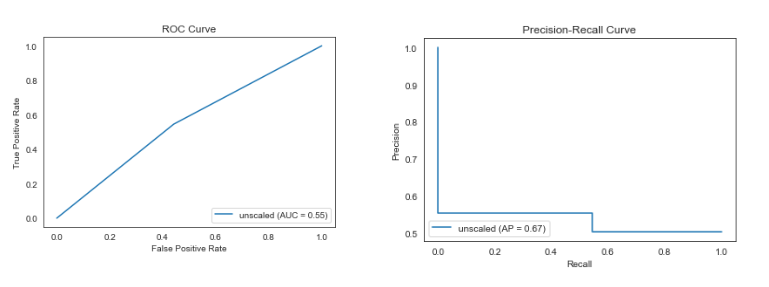 ROC Curve
1.0
0.8
0.6
0.4
0.2
0.0
True Positive Rate
unscaled (AUC = 0.55)
0.0 0.2 0.4 0.6 0.8 1.0
False Positive Rate
Precision-Recall Curve
1.0
0.9
0.8
0.7
0.6
0.5
Precision
unscaled (AP = 0.67)
0.0 0.2 0.4 0.6 0.8 1.0
Recall